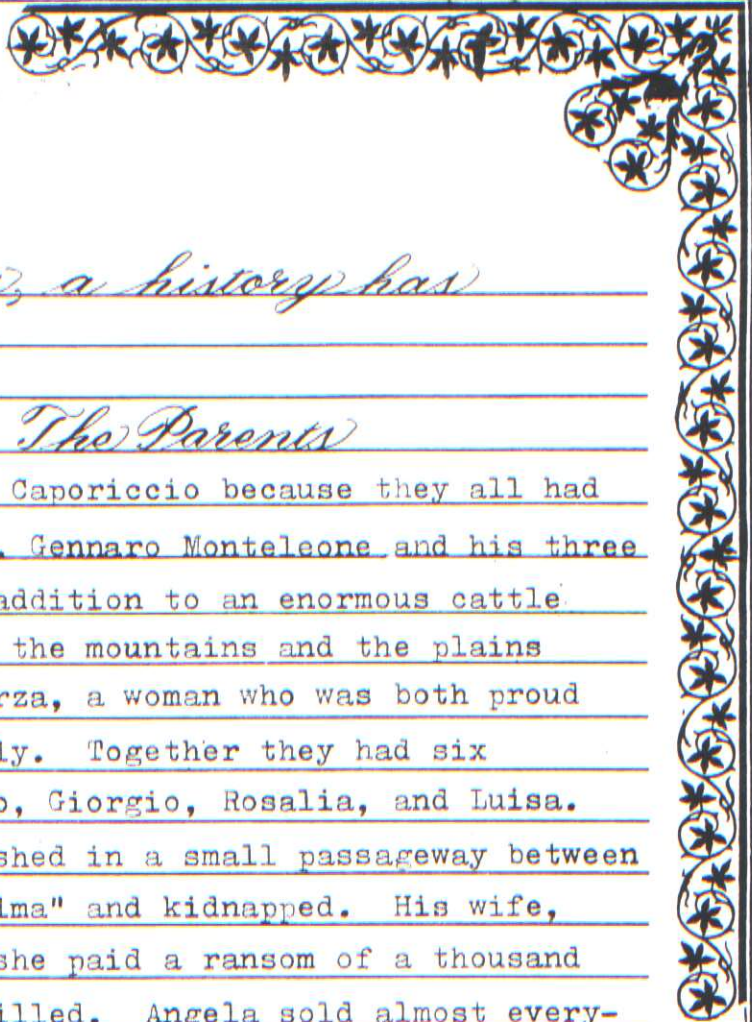 a history has
The Parents
Caporiccio because they all had
Gennaro Monteleone and his three
addition to an enormous cattle
the mountains and the plains
rza, a woman who was both proud
ly. Together they had six
o, Giorgio, Rosalia, and Luisa.
shed in a small passageway between
lma" and kidnapped. His wife,
she paid a ransom of a thousand
illed. Angela sold almost every-